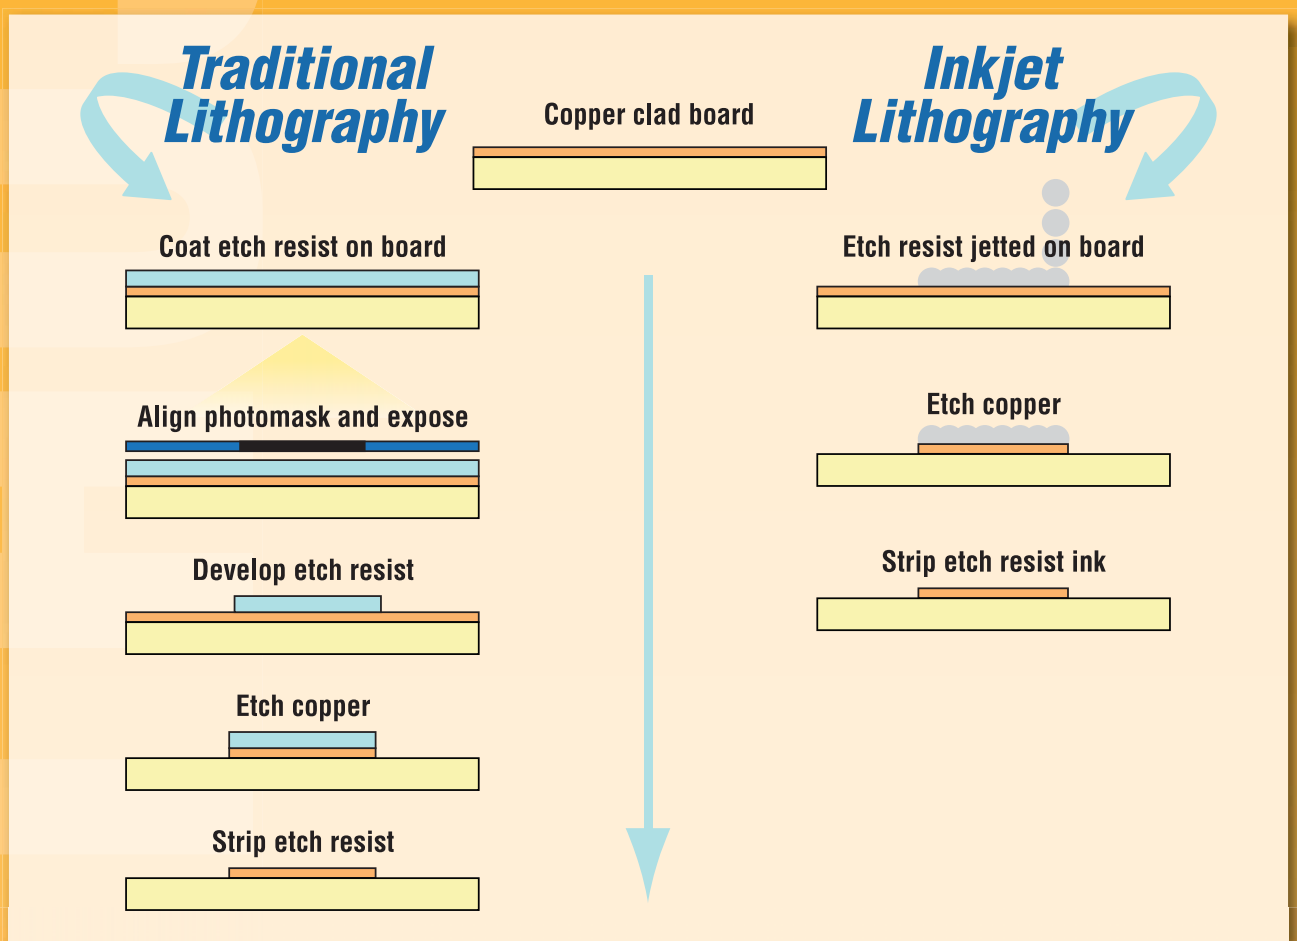 Traditional
Lithography
Copper clad board
Inkjet
Lithography
Coat etch resist on board
Align photomask and expose
Develop etch resist
Etch copper
Strip etch resist
Etch resist jetted on board
Etch copper
Strip etch resist ink